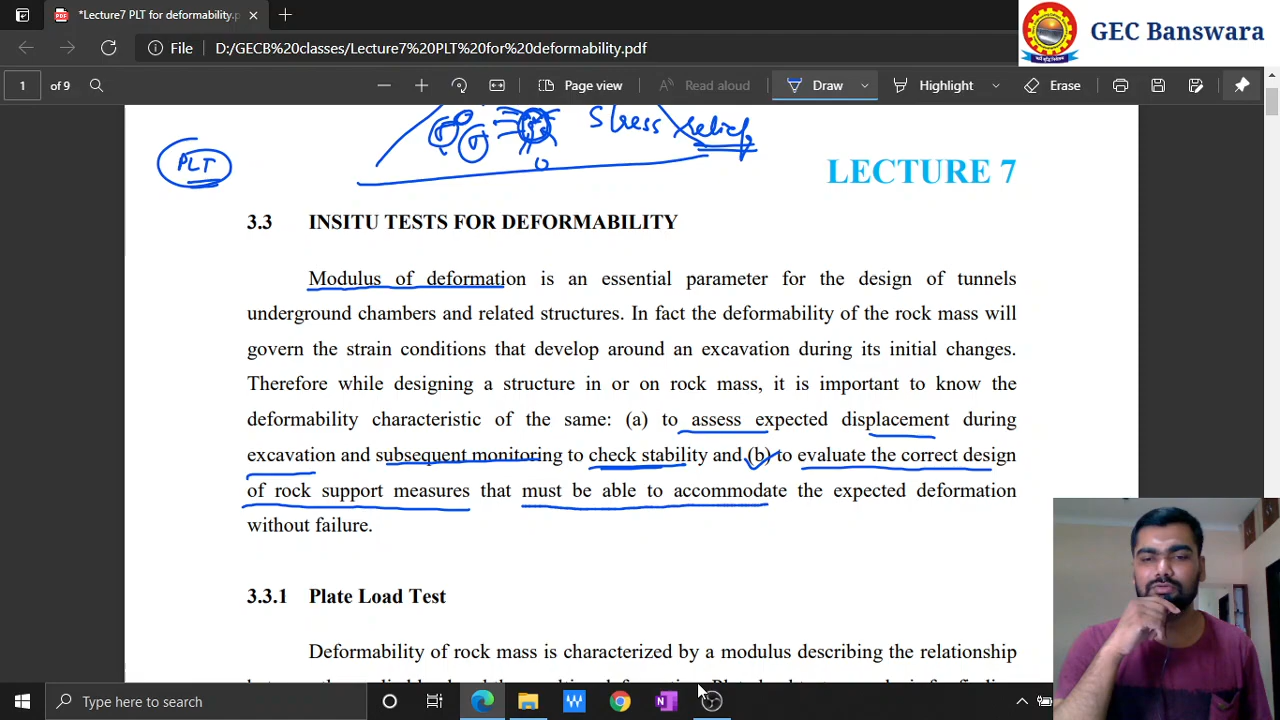 *Lecture7 PLT for deformability.p
GEC Banswara
File
D:/GECB%20classes/Lecture7%20PLT%20for%20deformability.pdf
1 of 9
Page view
Read aloud
Draw
Highlight
Erase
Stress relief
PLT
LECTURE 7
3.3 INSITU TESTS FOR DEFORMABILITY
Modulus of deformation is an essential parameter for the design of tunnels
underground chambers and related structures. In fact the deformability of the rock mass will
govern the strain conditions that develop around an excavation during its initial changes.
Therefore while designing a structure in or on rock mass, it is important to know the
deformability characteristic of the same: (a) to assess expected displacement during
excavation and subsequent monitoring to check stability and (b) to evaluate the correct design
of rock support measures that must be able to accommodate the expected deformation
without failure.
3.3.1 Plate Load Test
Deformability of rock mass is characterized by a modulus describing the relationship
Type here to search